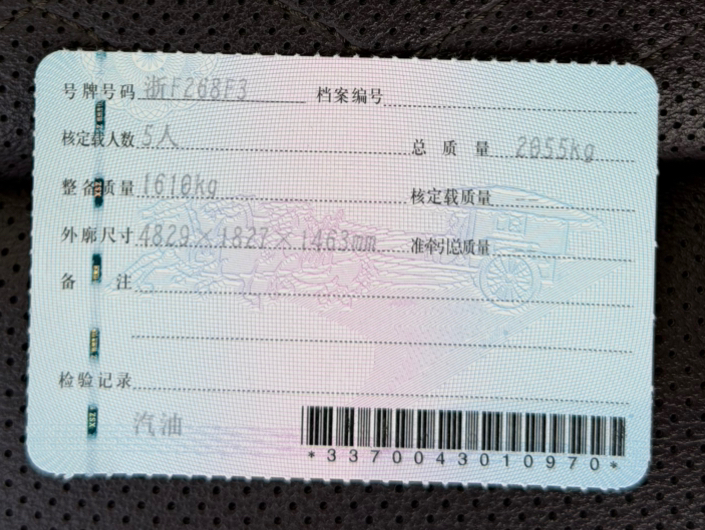 号牌号码 浙F268F3 档案编号
核定载人数 5人 总质量 2055kg
整备质量 1610kg 核定载质量 --
外廓尺寸 4829×1827×1463mm 准牵引总质量
备注
检验记录
汽油
*3370043010970*